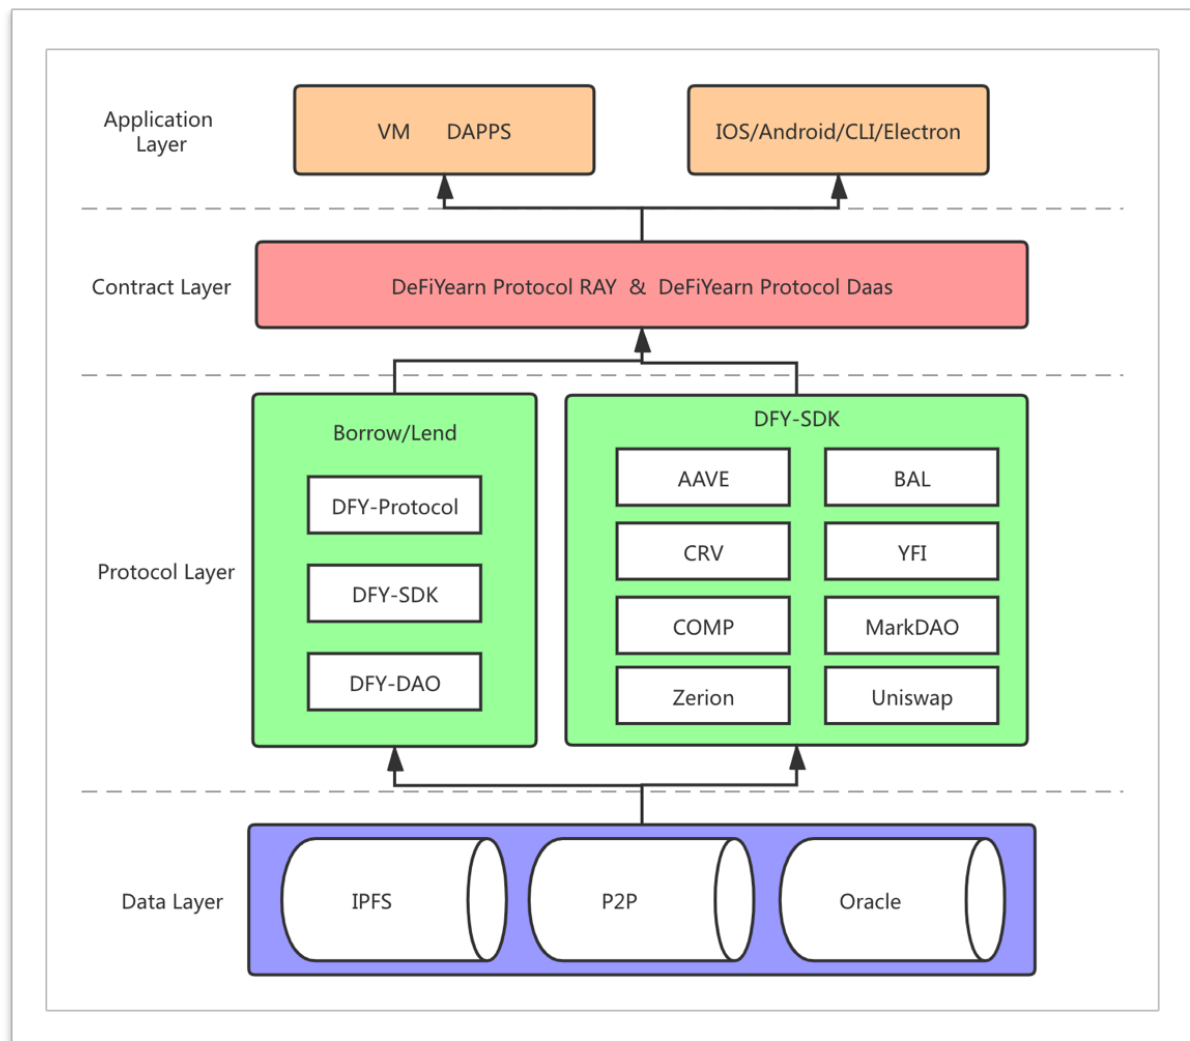 Application
Layer
VM DAPPS
IOS/Android/CLI/Electron
Contract Layer
DeFiYearn Protocol RAY & DeFiYearn Protocol Daas
Protocol Layer
Borrow/Lend
DFY-Protocol
DFY-SDK
DFY-DAO
DFY-SDK
AAVE
BAL
CRV
YFI
COMP
MarkDAO
Zerion
Uniswap
Data Layer
IPFS
P2P
Oracle